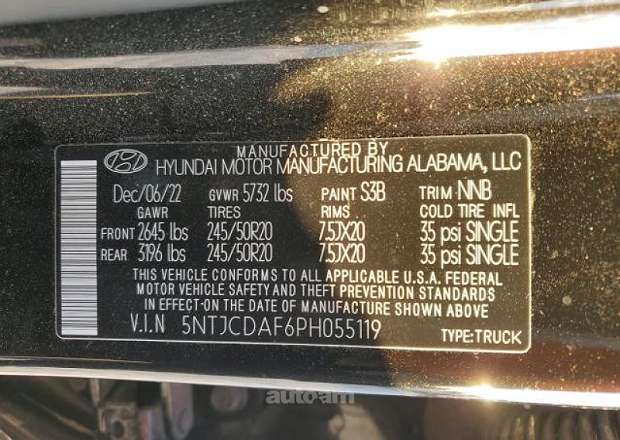 MANUFACTURED BY
HYUNDAI MOTOR MANUFACTURING ALABAMA, LLC
Dec/06/22 GVWR 5732 lbs PAINT S3B TRIM NNB
GAWR TIRES RIMS COLD TIRE INFL
FRONT 2645 lbs 245/50R20 7.5JX20 35 psi SINGLE
REAR 3196 lbs 245/50R20 7.5JX20 35 psi SINGLE
THIS VEHICLE CONFORMS TO ALL APPLICABLE U.S.A. FEDERAL
MOTOR VEHICLE SAFETY AND THEFT PREVENTION STANDARDS
IN EFFECT-ON THE DATE OF MANUFACTURE SHOWN ABOVE
V.I.N 5NTJCDAF6PH055119 TYPE:TRUCK
autoam